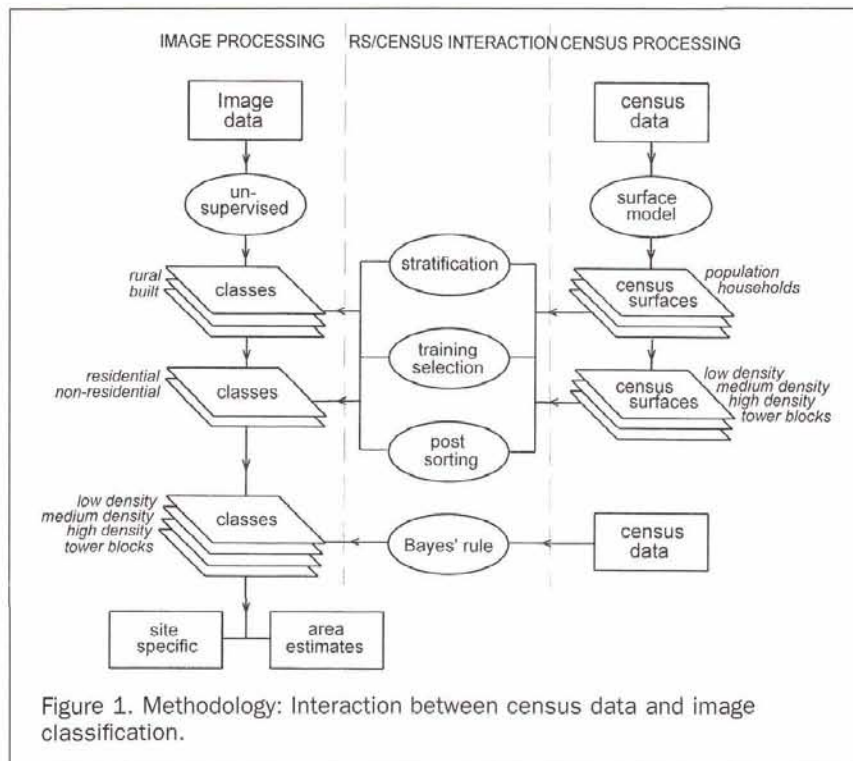 IMAGE PROCESSING
RS/CENSUS INTERACTION
CENSUS PROCESSING
Image
data
census
data
un-
supervised
surface
model
stratification
rural
built
classes
census
surfaces
population
households
training
selection
residential
non-residential
classes
census
surfaces
low density
medium density
high density
tower blocks
post
sorting
low density
medium density
high density
tower blocks
classes
Bayes' rule
census
data
site
specific
area
estimates
Figure 1. Methodology: Interaction between census data and image
classification.